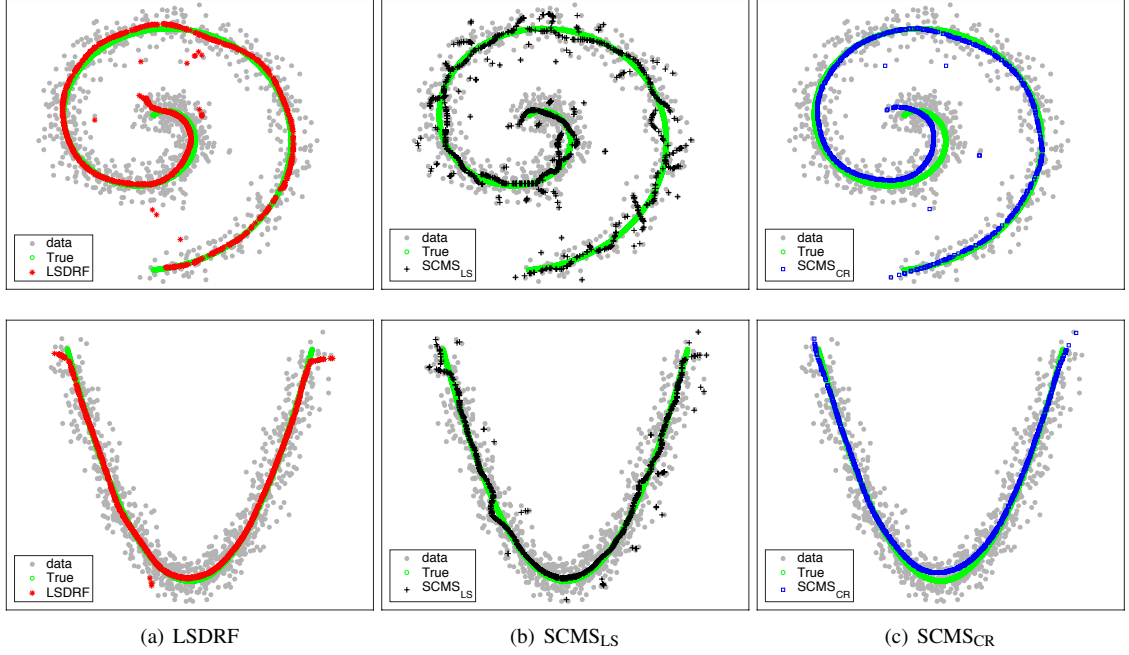 data
True
LSDRF
data
True
SCMS_LS
data
True
SCMS_CR
data
True
LSDRF
data
True
SCMS_LS
data
True
SCMS_CR
(a) LSDRF
(b) SCMS_LS
(c) SCMS_CR